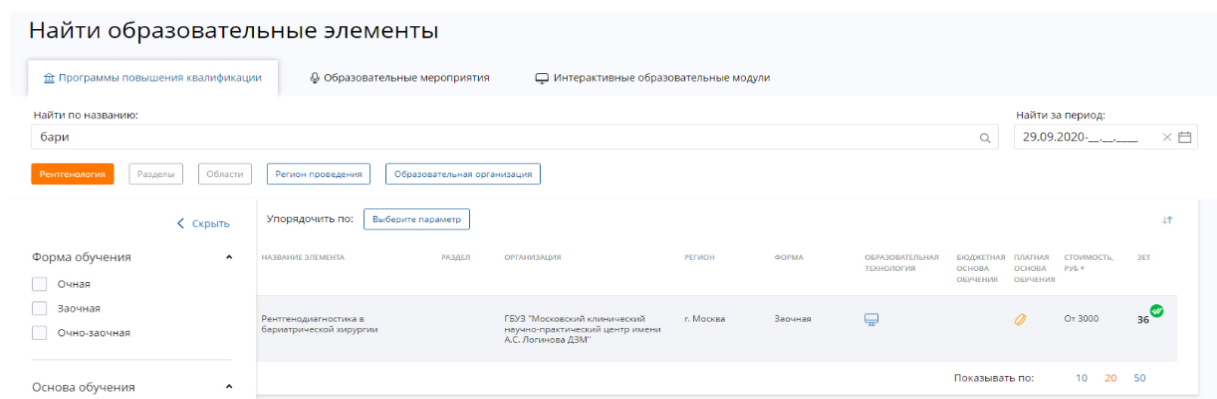 Найти образовательные элементы
Программы повышения квалификации
Образовательные мероприятия
Интерактивные образовательные модули
Найти по названию:
Найти за период:
бари
29.09.2020-__.__.____
Рентгенология
Разделы
Области
Регион проведения
Образовательная организация
Скрыть
Упорядочить по:
Выберите параметр
Форма обучения
Очная
Заочная
Очно-заочная
Основа обучения
НАЗВАНИЕ ЭЛЕМЕНТА
РАЗДЕЛ
ОРГАНИЗАЦИЯ
РЕГИОН
ФОРМА
ОБРАЗОВАТЕЛЬНАЯ
ТЕХНОЛОГИЯ
БЮДЖЕТНАЯ
ОСНОВА
ОБУЧЕНИЯ
ПЛАТНАЯ
ОСНОВА
ОБУЧЕНИЯ
СТОИМОСТЬ,
РУБ *
ЗЕТ
Рентгенодиагностика в
бариатрической хирургии
ГБУЗ "Московский клинический
научно-практический центр имени
А.С. Логинова ДЗМ"
г. Москва
Заочная
От 3000
36
Показывать по:
10 20 50